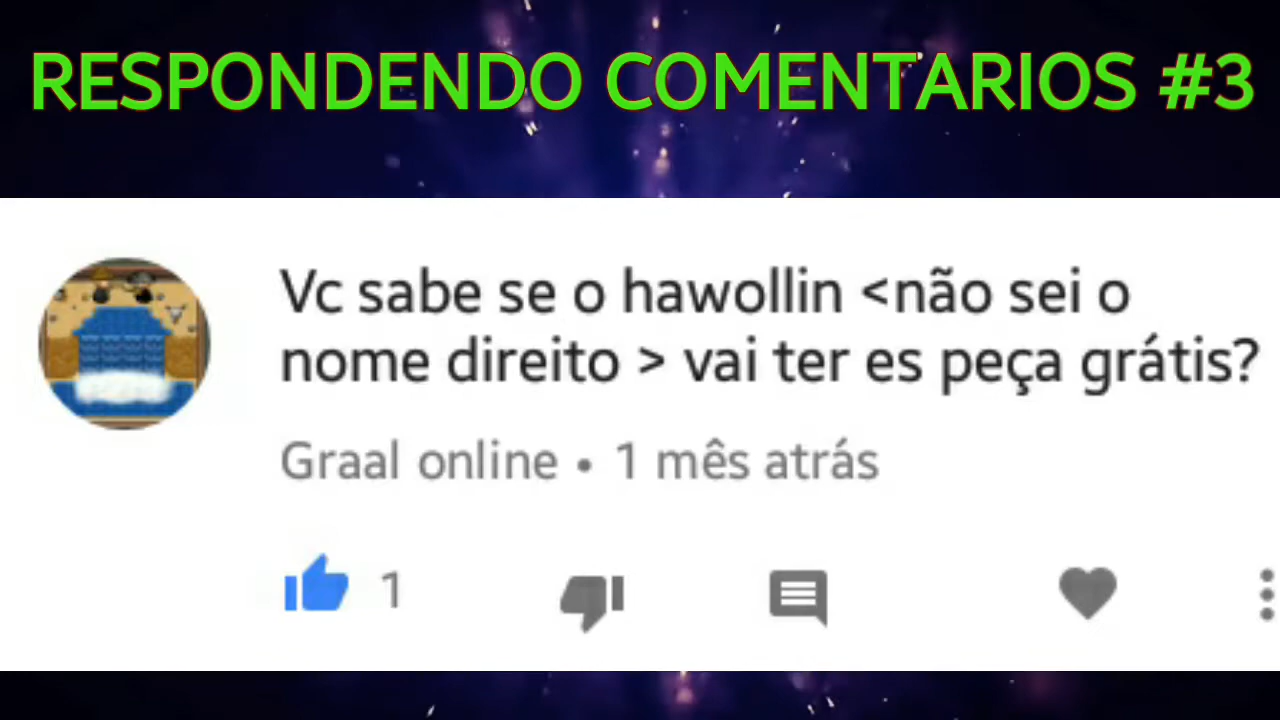 RESPONDENDO COMENTARIOS #3
Vc sabe se o hawollin <não sei o
nome direito > vai ter es peça grátis?
Graal online • 1 mês atrás
1